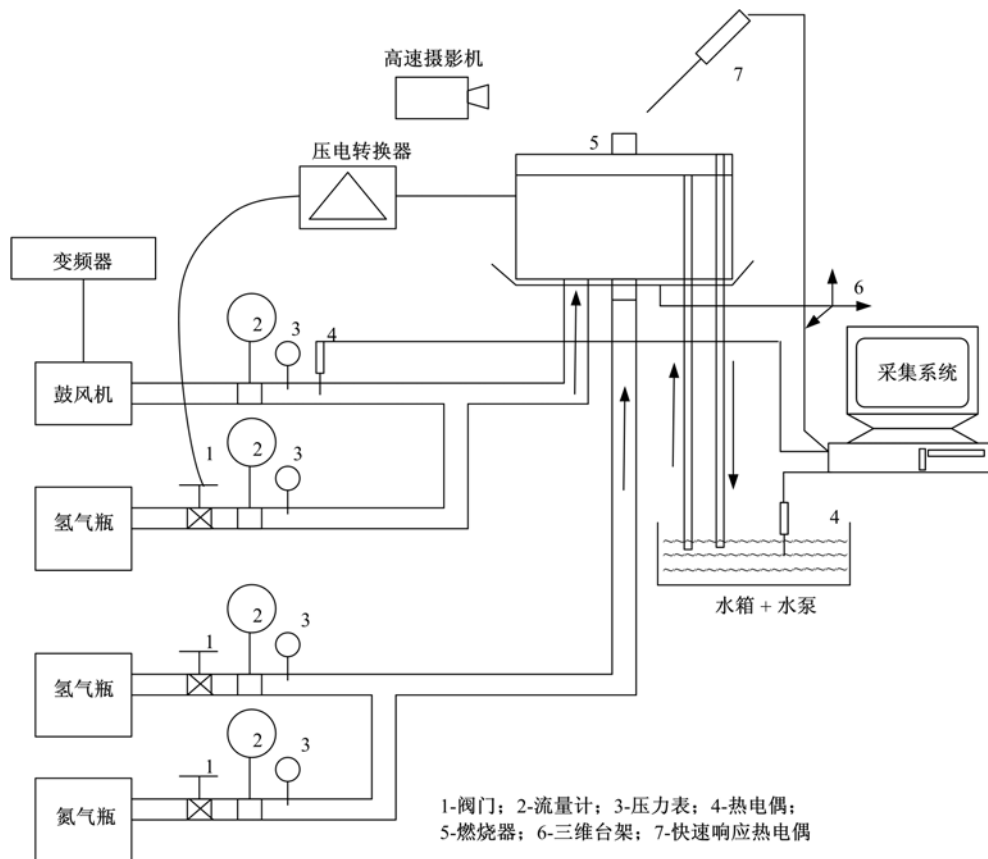 高速摄影机
7
5
压电转换器
变频器
6
2
3
4
鼓风机
采集系统
1
2
3
氢气瓶
4
水箱 + 水泵
1
2
3
氢气瓶
1
2
3
氮气瓶
1-阀门；2-流量计；3-压力表；4-热电偶；
5-燃烧器；6-三维台架；7-快速响应热电偶